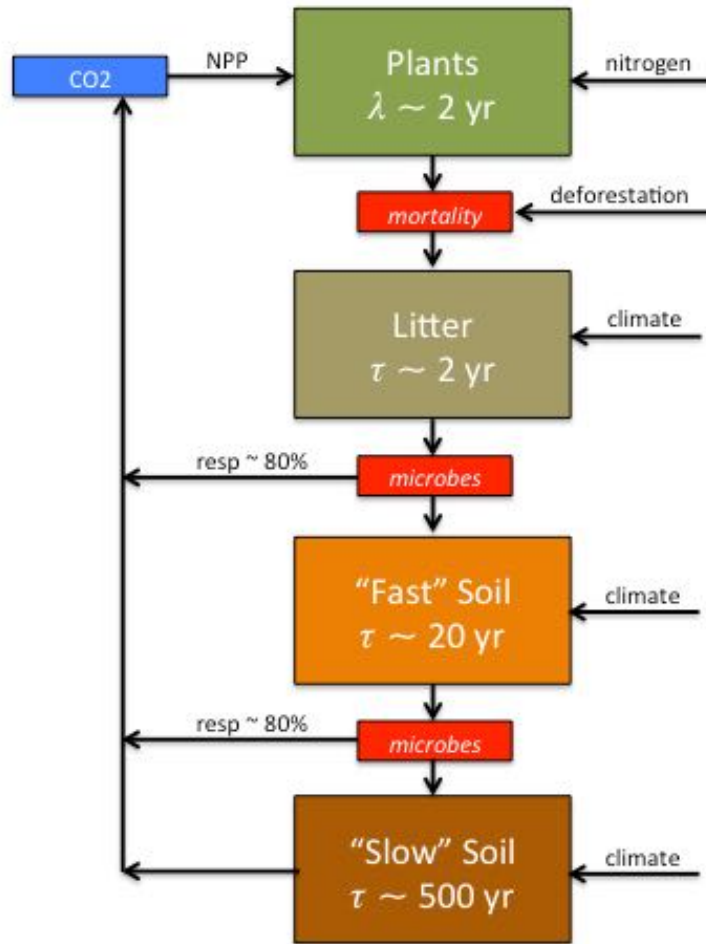 CO2
NPP
Plants
λ ~ 2 yr
nitrogen
mortality
deforestation
Litter
τ ~ 2 yr
climate
resp ~ 80%
microbes
“Fast” Soil
τ ~ 20 yr
climate
resp ~ 80%
microbes
“Slow” Soil
τ ~ 500 yr
climate